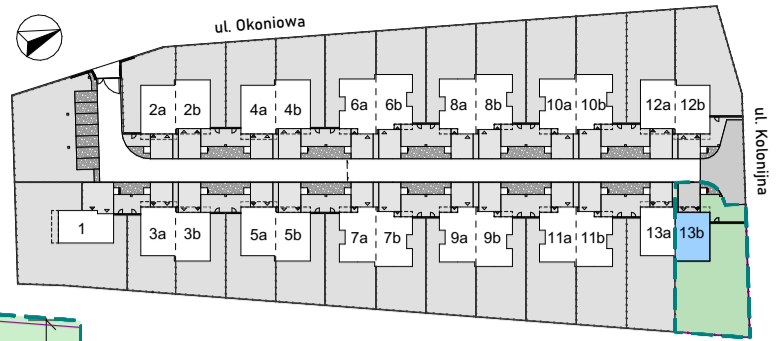 ul. Okoniowa
ul. Kolonijna
2a 2b 4a 4b 6a 6b 8a 8b 10a 10b 12a 12b
1 3a 3b 5a 5b 7a 7b 9a 9b 11a 11b 13a 13b